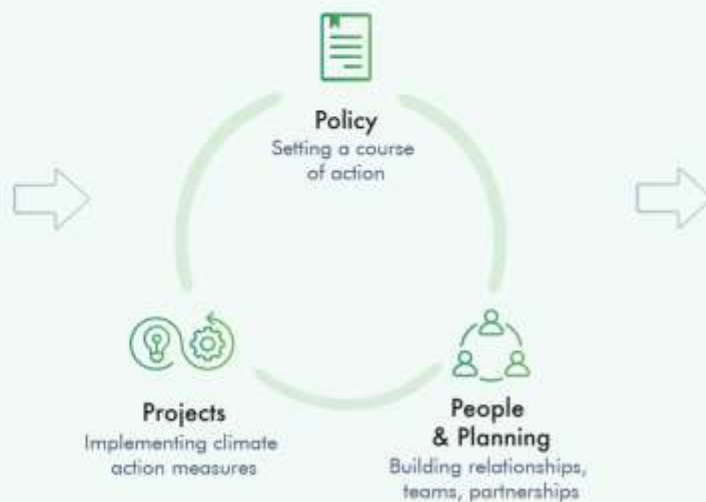 Policy
Setting a course
of action
Projects
Implementing climate
action measures
People
& Planning
Building relationships,
teams, partnerships